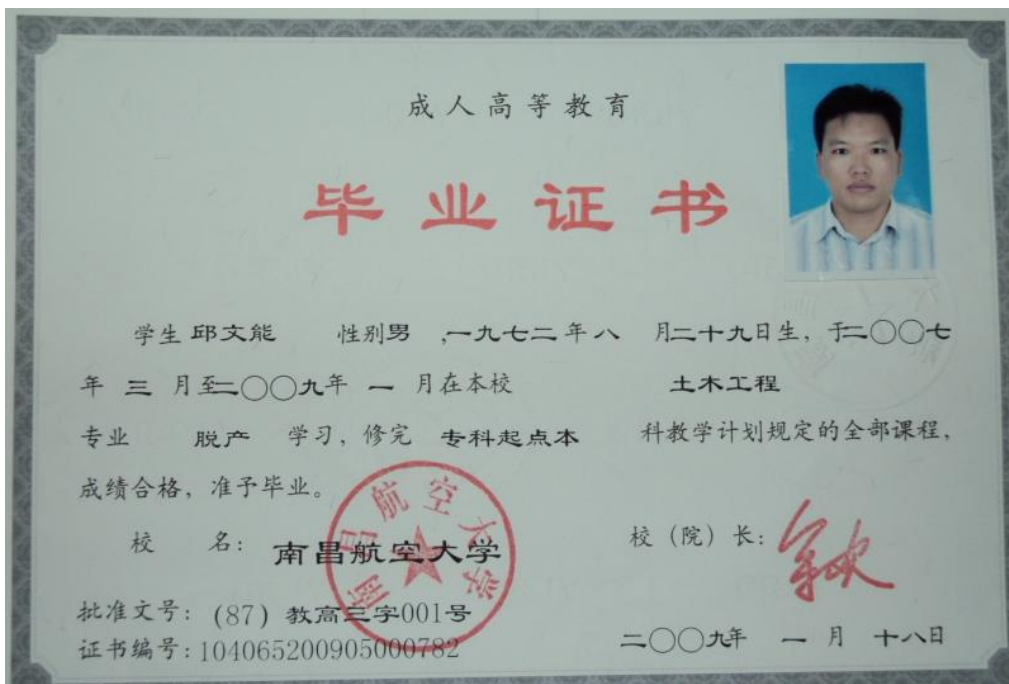 成人高等教育
毕业证书
学生 邱文能 性别男 ,一九七二年八 月二十九日生, 于二〇〇七
年 三 月至二〇〇九年 一 月在本校 土木工程
专业 脱产 学习, 修完 专科起点本 科教学计划规定的全部课程,
成绩合格, 准予毕业。
校 名: 南昌航空大学 校 (院) 长:
南昌航空大学
批准文号: (87) 教高三字001号
证书编号: 104065200905000782 二〇〇九年 一 月 十八日